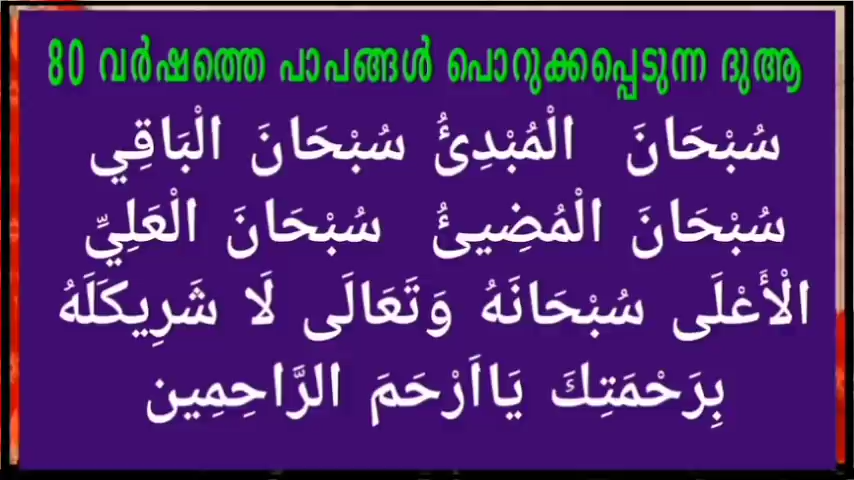 80 വർഷത്തെ പാപങ്ങൾ പൊറുക്കപ്പെടുന്ന ദുആ
سُبْحَانَ الْمُبْدِئُ سُبْحَانَ الْبَاقِي
سُبْحَانَ الْمُضِيئُ سُبْحَانَ الْعَلِيِّ
الْأَعْلَى سُبْحَانَهُ وَتَعَالَى لَا شَرِيكَلَهُ
بِرَحْمَتِكَ يَااَرْحَمَ الرَّاحِمِين